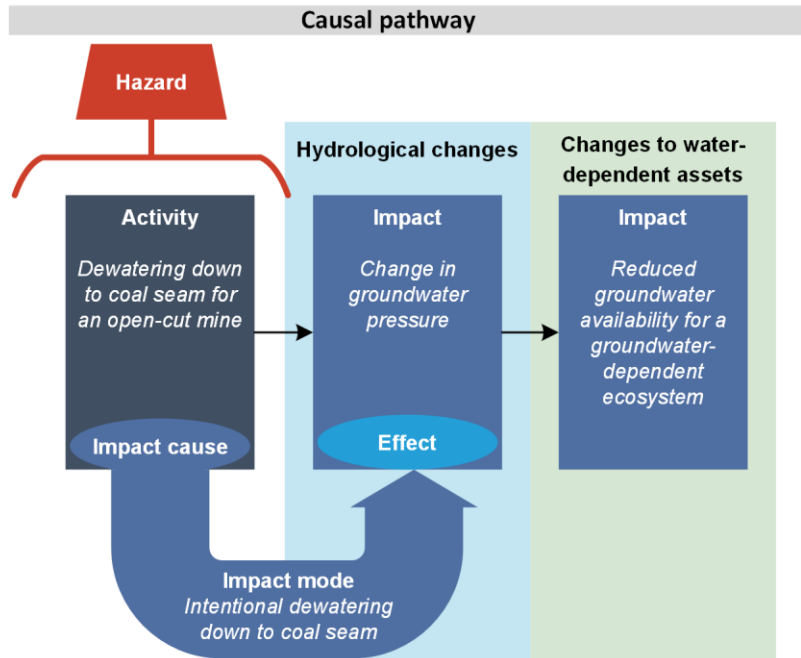 Causal pathway
Hazard
Hydrological changes
Changes to water-
dependent assets
Activity
Dewatering down
to coal seam for
an open-cut mine
Impact cause
Impact
Change in
groundwater
pressure
Effect
Impact
Reduced
groundwater
availability for a
groundwater-
dependent
ecosystem
Impact mode
Intentional dewatering
down to coal seam